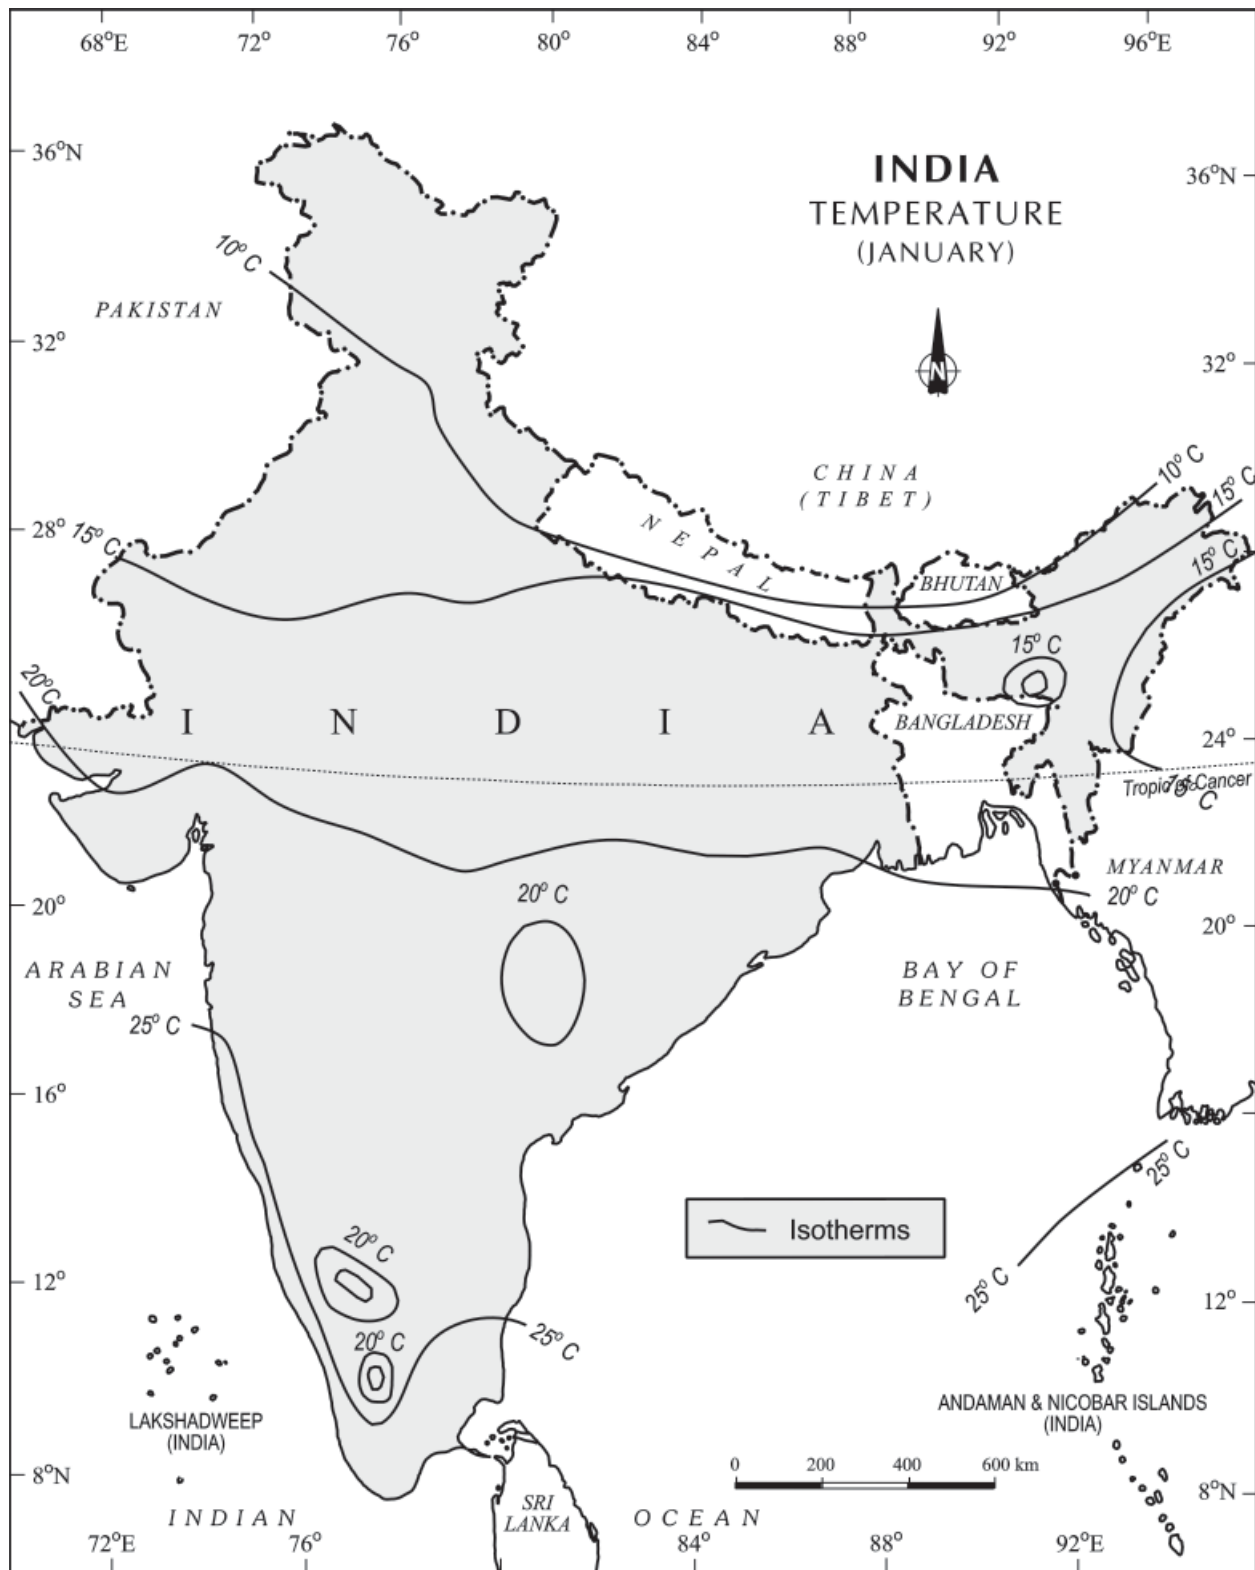 68°E 72° 76° 80° 84° 88° 92° 96°E
36°N
INDIA
TEMPERATURE
(JANUARY)
36°N
10° C
PAKISTAN
N
32°
32°
CHINA
(TIBET)
10° C
15° C
28°
15° C
NEPAL
BHUTAN
15° C
15° C
20° C
INDIA
BANGLADESH
24°
Tropic of Cancer
MYANMAR
20° C
20° C
20°
20°
ARABIAN
SEA
BAY OF
BENGAL
25° C
16°
25° C
Isotherms
20° C
12°
25° C
12°
20° C
25° C
LAKSHADWEEP
(INDIA)
ANDAMAN & NICOBAR ISLANDS
(INDIA)
0 200 400 600 km
8°N
8°N
INDIAN
SRI
LANKA
OCEAN
72°E 76° 84° 88° 92°E